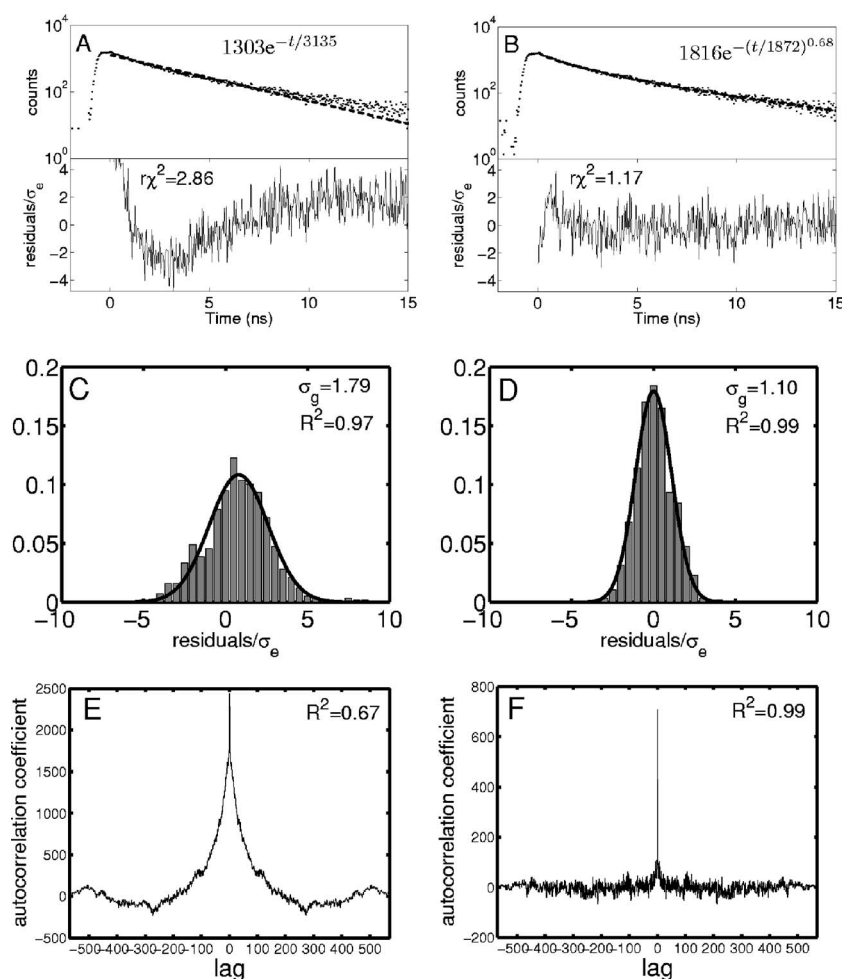 A
1303e^{-t/3135}
10^4
10^2
10^0
counts
rχ^2=2.86
4
2
0
-2
-4
residuals/σ_e
0 5 10 15
Time (ns)
B
1816e^{-(t/1872)^{0.68}}
10^4
10^2
10^0
counts
rχ^2=1.17
4
2
0
-2
-4
residuals/σ_e
0 5 10 15
Time (ns)
C
σ_g=1.79
R^2=0.97
0.2
0.15
0.1
0.05
0
-10 -5 0 5 10
residuals/σ_e
D
σ_g=1.10
R^2=0.99
0.2
0.15
0.1
0.05
0
-10 -5 0 5 10
residuals/σ_e
E
R^2=0.67
2500
2000
1500
1000
500
0
-500
autocorrelation coefficient
-500-400-300-200-100 0 100 200 300 400 500
lag
F
R^2=0.99
800
600
400
200
0
-200
autocorrelation coefficient
-500-400-300-200-100 0 100 200 300 400 500
lag